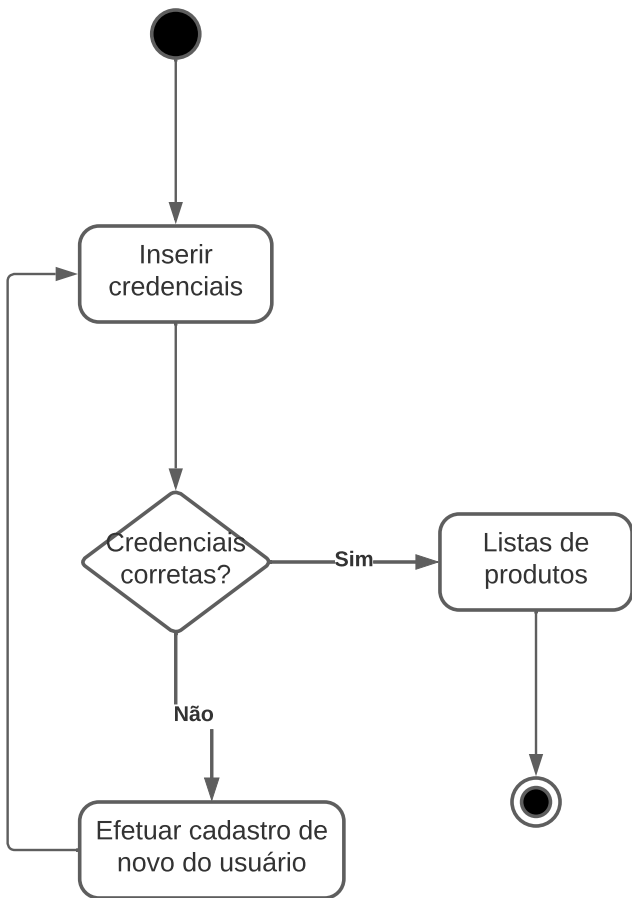 Inserir
credenciais
Credenciais
corretas?
Sim
Listas de
produtos
Não
Efetuar cadastro de
novo do usuário